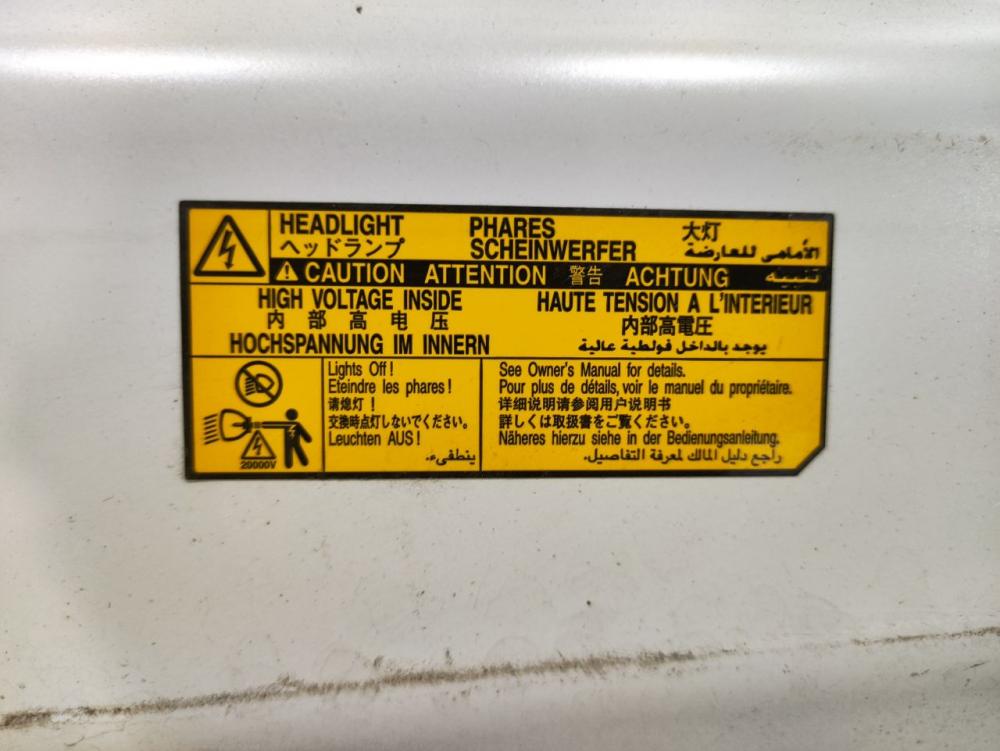 HEADLIGHT PHARES 大灯
ヘッドランプ SCHEINWERFER الأمامى للعارضة
CAUTION ATTENTION 警告 ACHTUNG تنبيه
HIGH VOLTAGE INSIDE HAUTE TENSION A L'INTERIEUR
内部高电压 内部高電圧
HOCHSPANNUNG IM INNERN يوجد بالداخل فولطية عالية
Lights Off!
Eteindre les phares!
请熄灯！
交換時点灯しないでください。
Leuchten AUS!
ينطفىء.
20000V
See Owner's Manual for details.
Pour plus de détails, voir le manuel du propriétaire.
详细说明请参阅用户说明书
詳しくは取扱書をご覧ください。
Näheres hierzu siehe in der Bedienungsanleitung.
راجع دليل المالك لمعرفة التفاصيل.